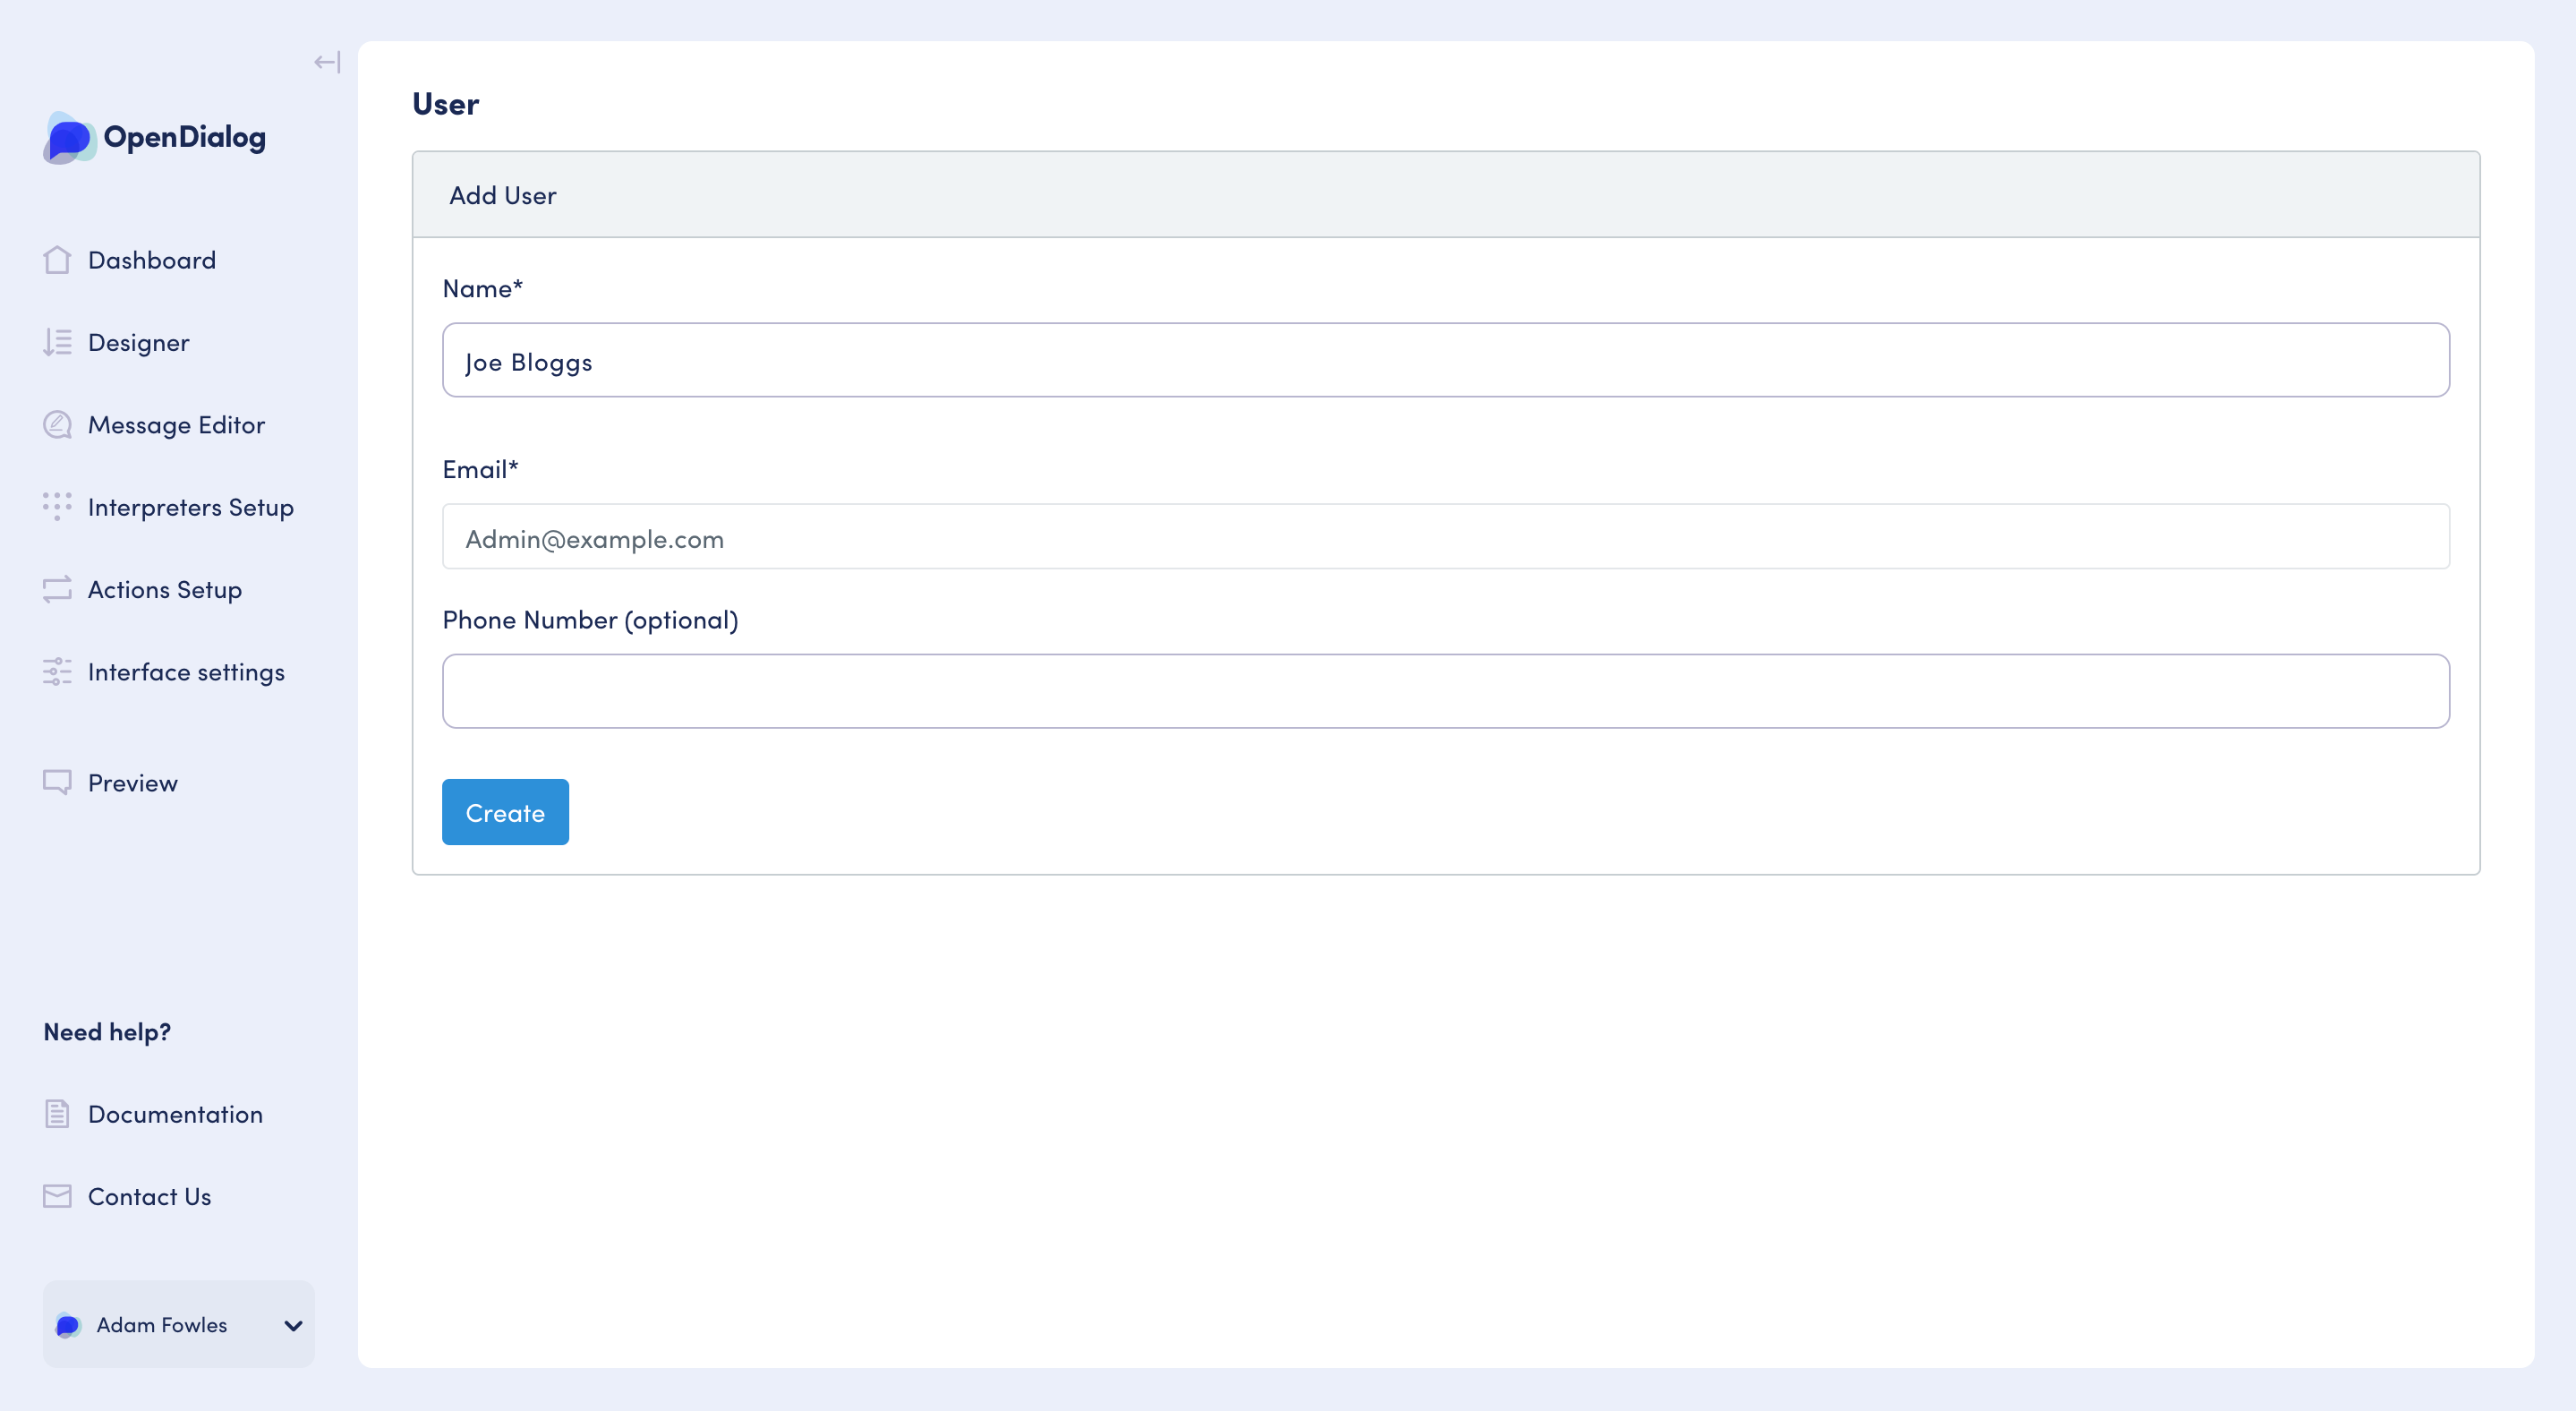 OpenDialog
Dashboard
Designer
Message Editor
Interpreters Setup
Actions Setup
Interface settings
Preview
Need help?
Documentation
Contact Us
Adam Fowles
User
Add User
Name*
Joe Bloggs
Email*
Admin@example.com
Phone Number (optional)
Create